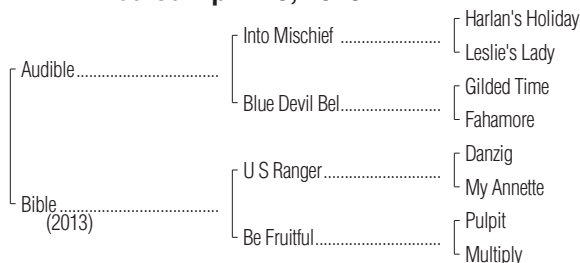 Harlan's Holiday
Into Mischief ........................
Leslie's Lady
Audible..................................
Gilded Time
Blue Devil Bel........................
Fahamore
Danzig
U S Ranger............................
My Annette
Bible......................................
(2013)
Pulpit
Be Fruitful..............................
Multiply